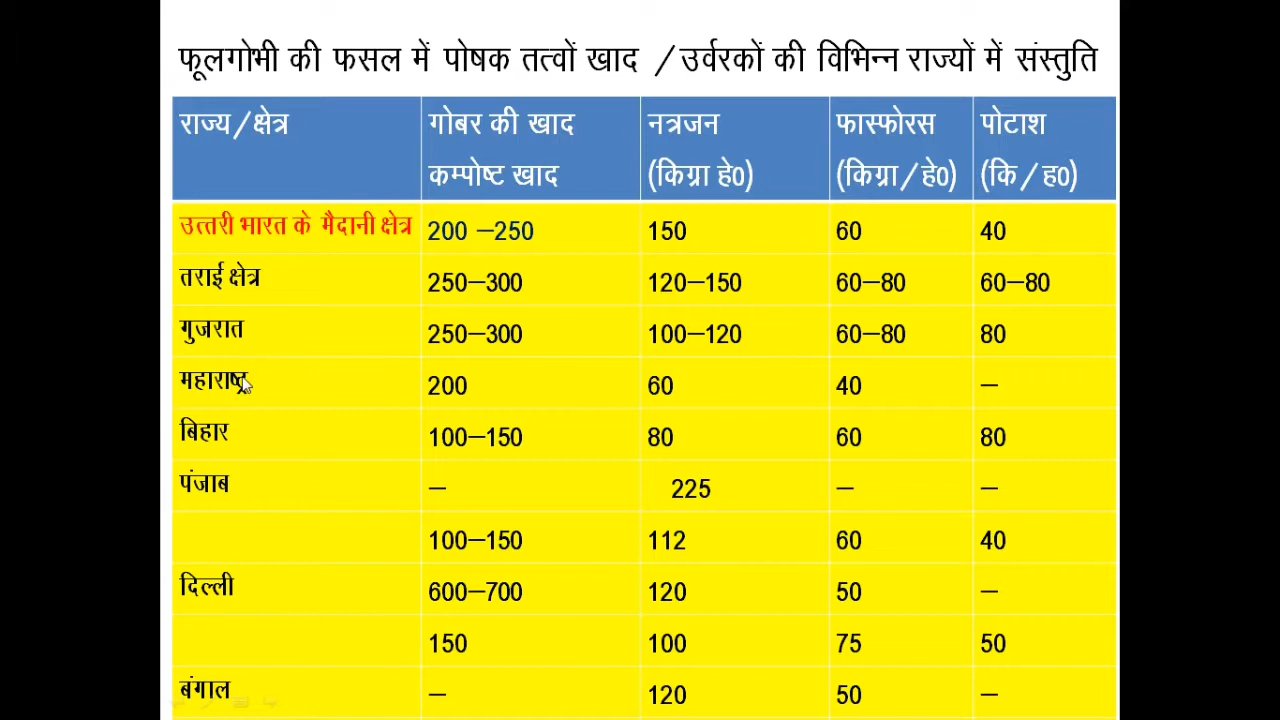 फूलगोभी की फसल में पोषक तत्वों खाद / उर्वरकों की विभिन्न राज्यों में संस्तुति
राज्य/क्षेत्र गोबर की खाद कम्पोष्ट खाद नत्रजन (किग्रा हे0) फास्फोरस (किग्रा/हे0) पोटाश (कि/ह0)
उत्तरी भारत के मैदानी क्षेत्र 200 –250 150 60 40
तराई क्षेत्र 250–300 120–150 60–80 60–80
गुजरात 250–300 100–120 60–80 80
महाराष्ट्र 200 60 40 –
बिहार 100–150 80 60 80
पंजाब – 225 – –
100–150 112 60 40
दिल्ली 600–700 120 50 –
150 100 75 50
बंगाल – 120 50 –